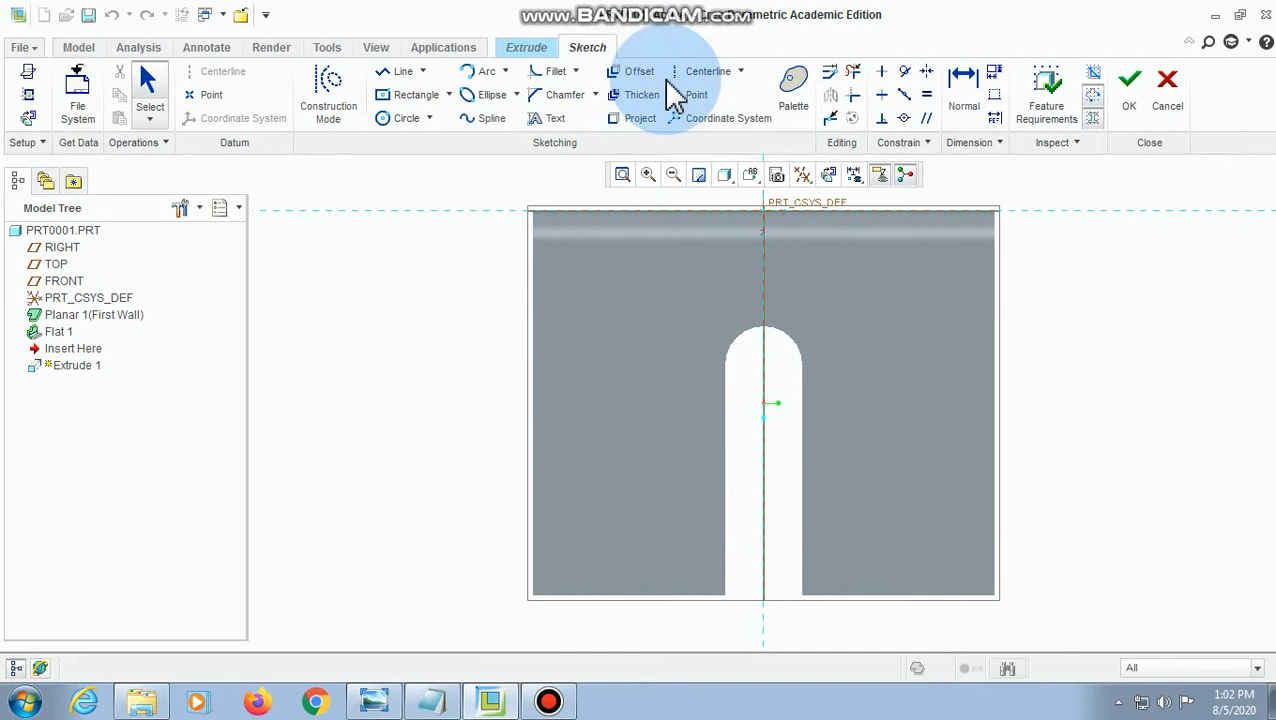 www.BANDICAM.com
metric Academic Edition
File
Model
Analysis
Annotate
Render
Tools
View
Applications
Extrude
Sketch
Centerline
Point
Coordinate System
File
System
Select
Construction
Mode
Line
Rectangle
Circle
Arc
Ellipse
Spline
Fillet
Chamfer
Text
Offset
Thicken
Project
Centerline
Point
Coordinate System
Palette
Normal
Feature
Requirements
OK
Cancel
Setup
Get Data
Operations
Datum
Sketching
Editing
Constrain
Dimension
Inspect
Close
Model Tree
PRT0001.PRT
RIGHT
TOP
FRONT
PRT_CSYS_DEF
Planar 1(First Wall)
Flat 1
Insert Here
Extrude 1
PRT_CSYS_DEF
All
1:02 PM
8/5/2020